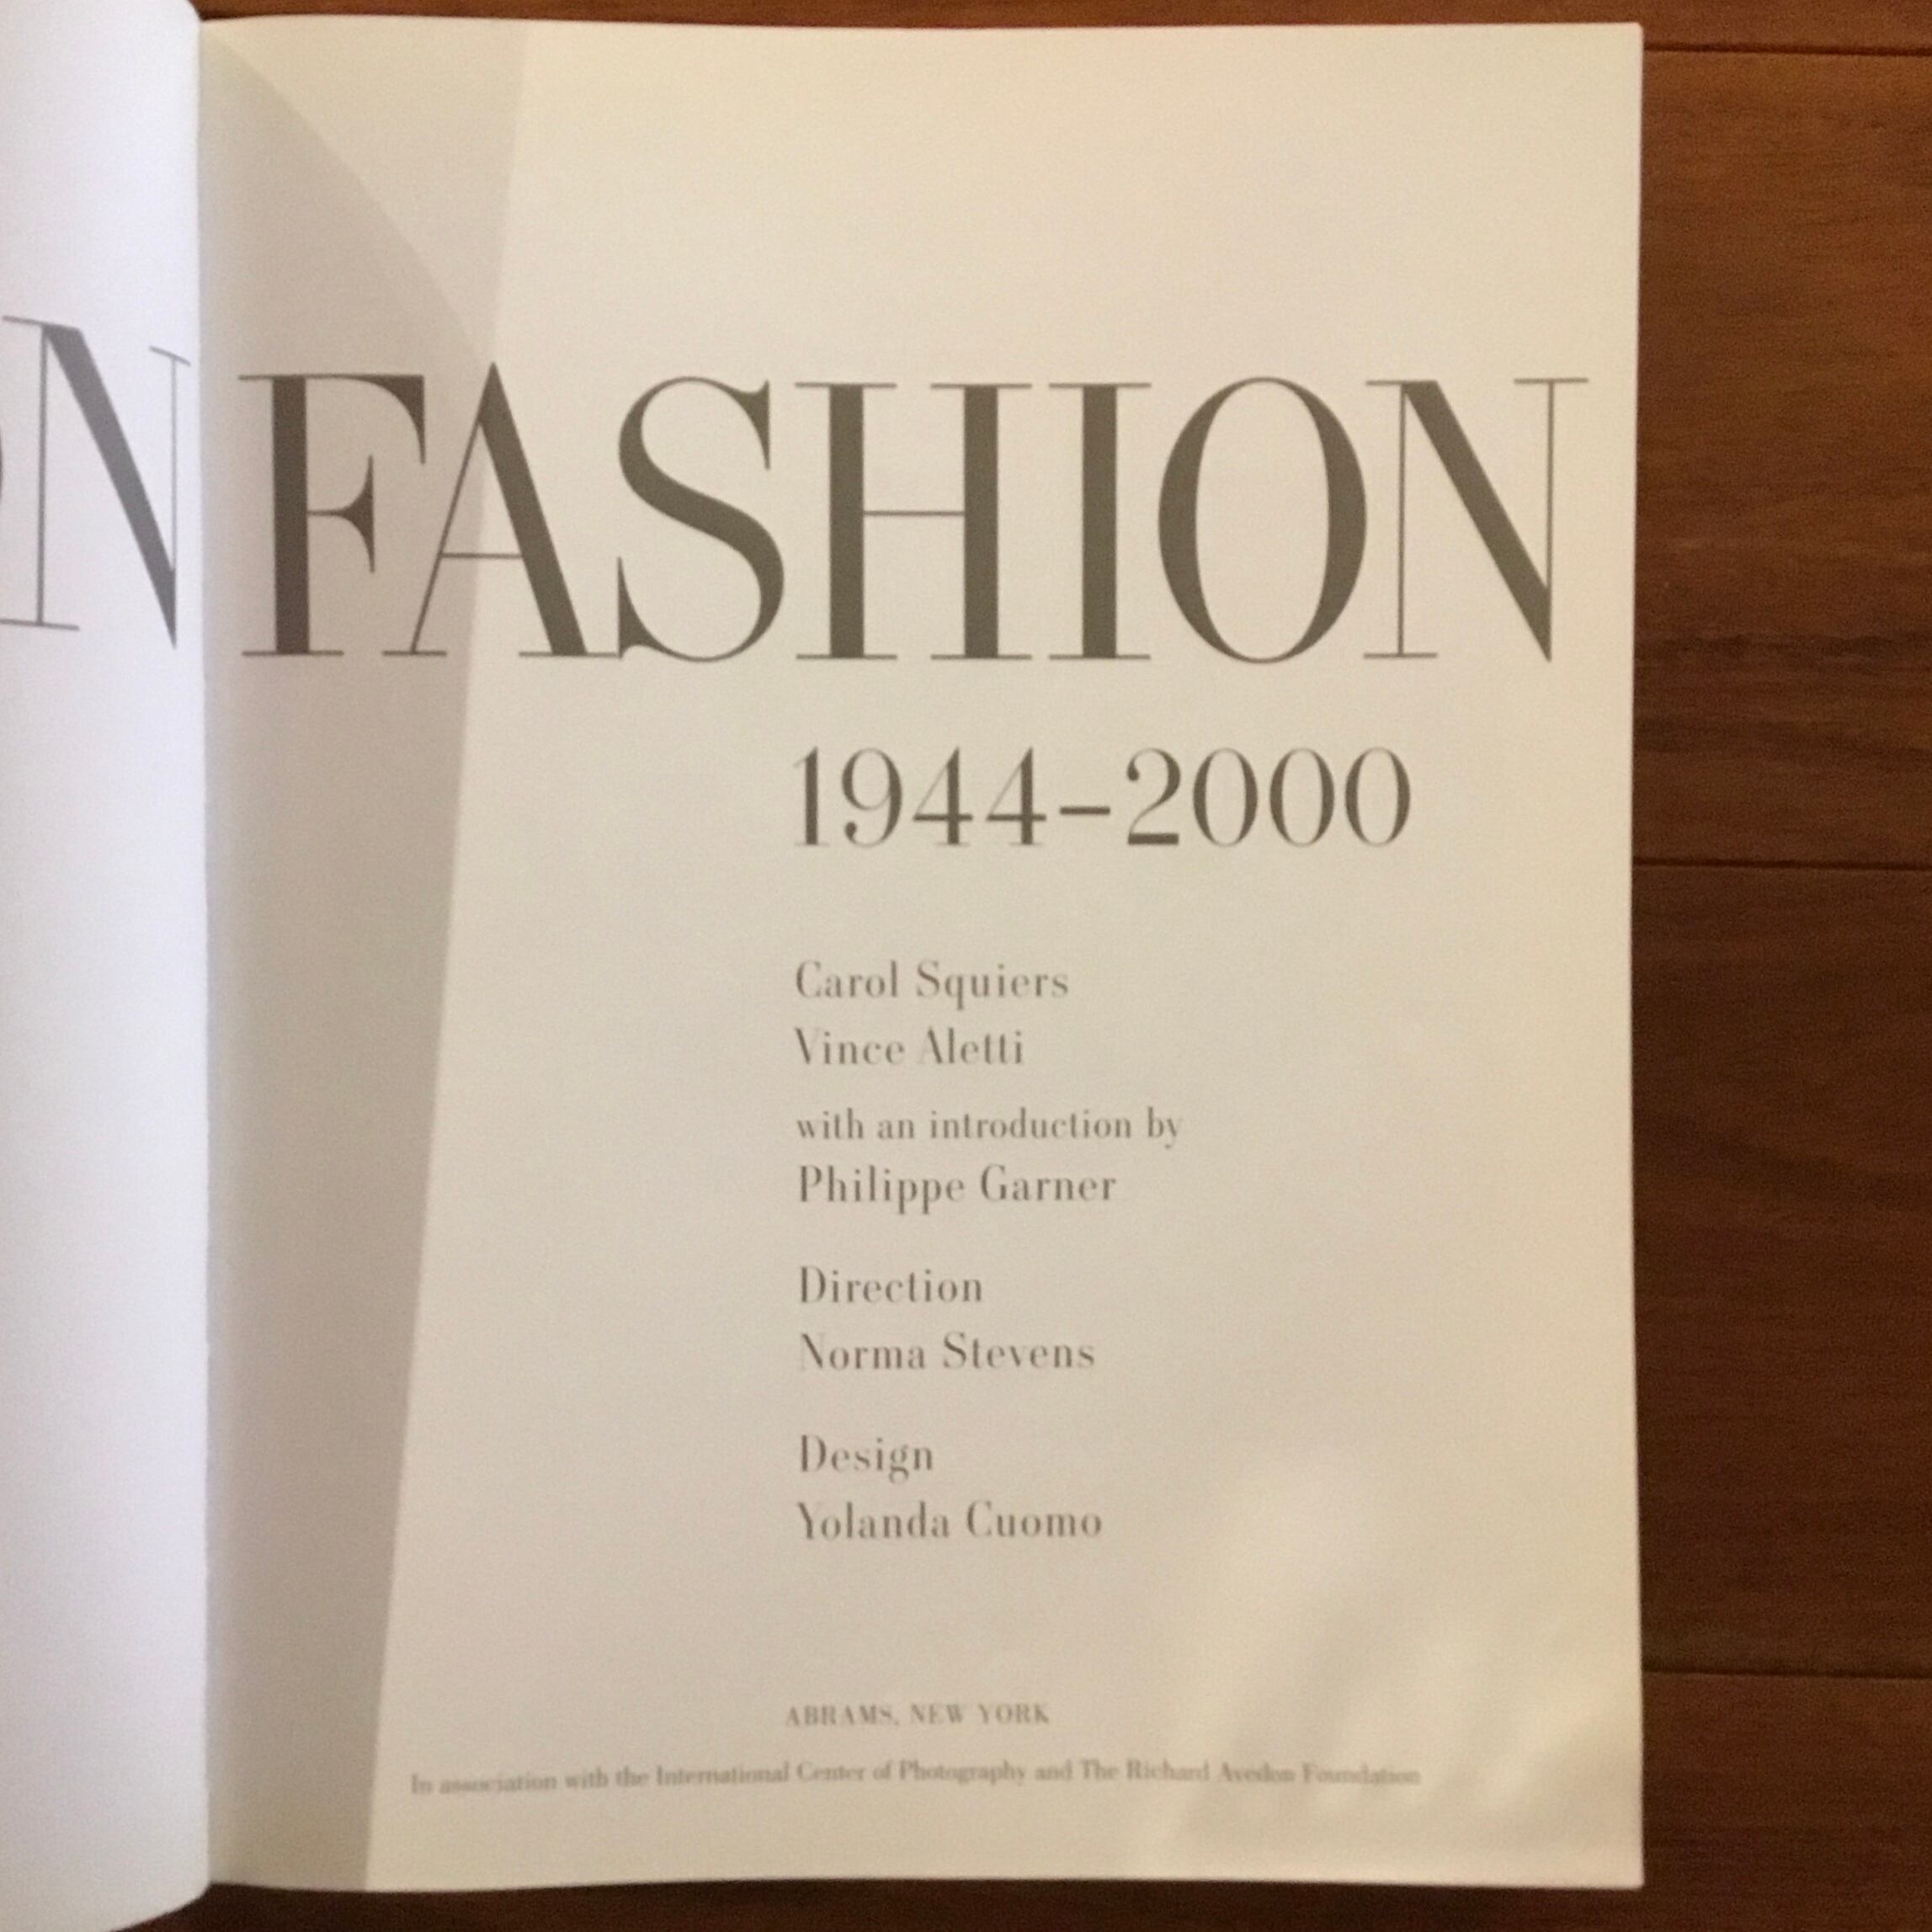 ON FASHION
1944–2000
Carol Squiers
Vince Aletti
with an introduction by
Philippe Garner
Direction
Norma Stevens
Design
Yolanda Cuomo
ABRAMS, NEW YORK
In association with the International Center of Photography and The Richard Avedon Foundation